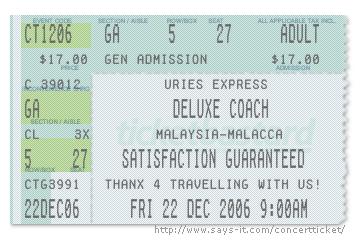 EVENT CODE SECTION / AISLE ROW/BOX SEAT ALL APPLICABLE TAX INCL.
CT1206 GA 5 27 ADULT
$17.00 GEN ADMISSION $17.00
PRICE ADMISSION
C 39012 URIES EXPRESS
GA DELUXE COACH
SECTION / AISLE
CL 3X MALAYSIA-MALACCA
5 27 SATISFACTION GUARANTEED
ROW/BOX SEAT
CTG3991 THANX 4 TRAVELLING WITH US!
22DEC06 FRI 22 DEC 2006 9:00AM
http://www.says-it.com/concertticket/